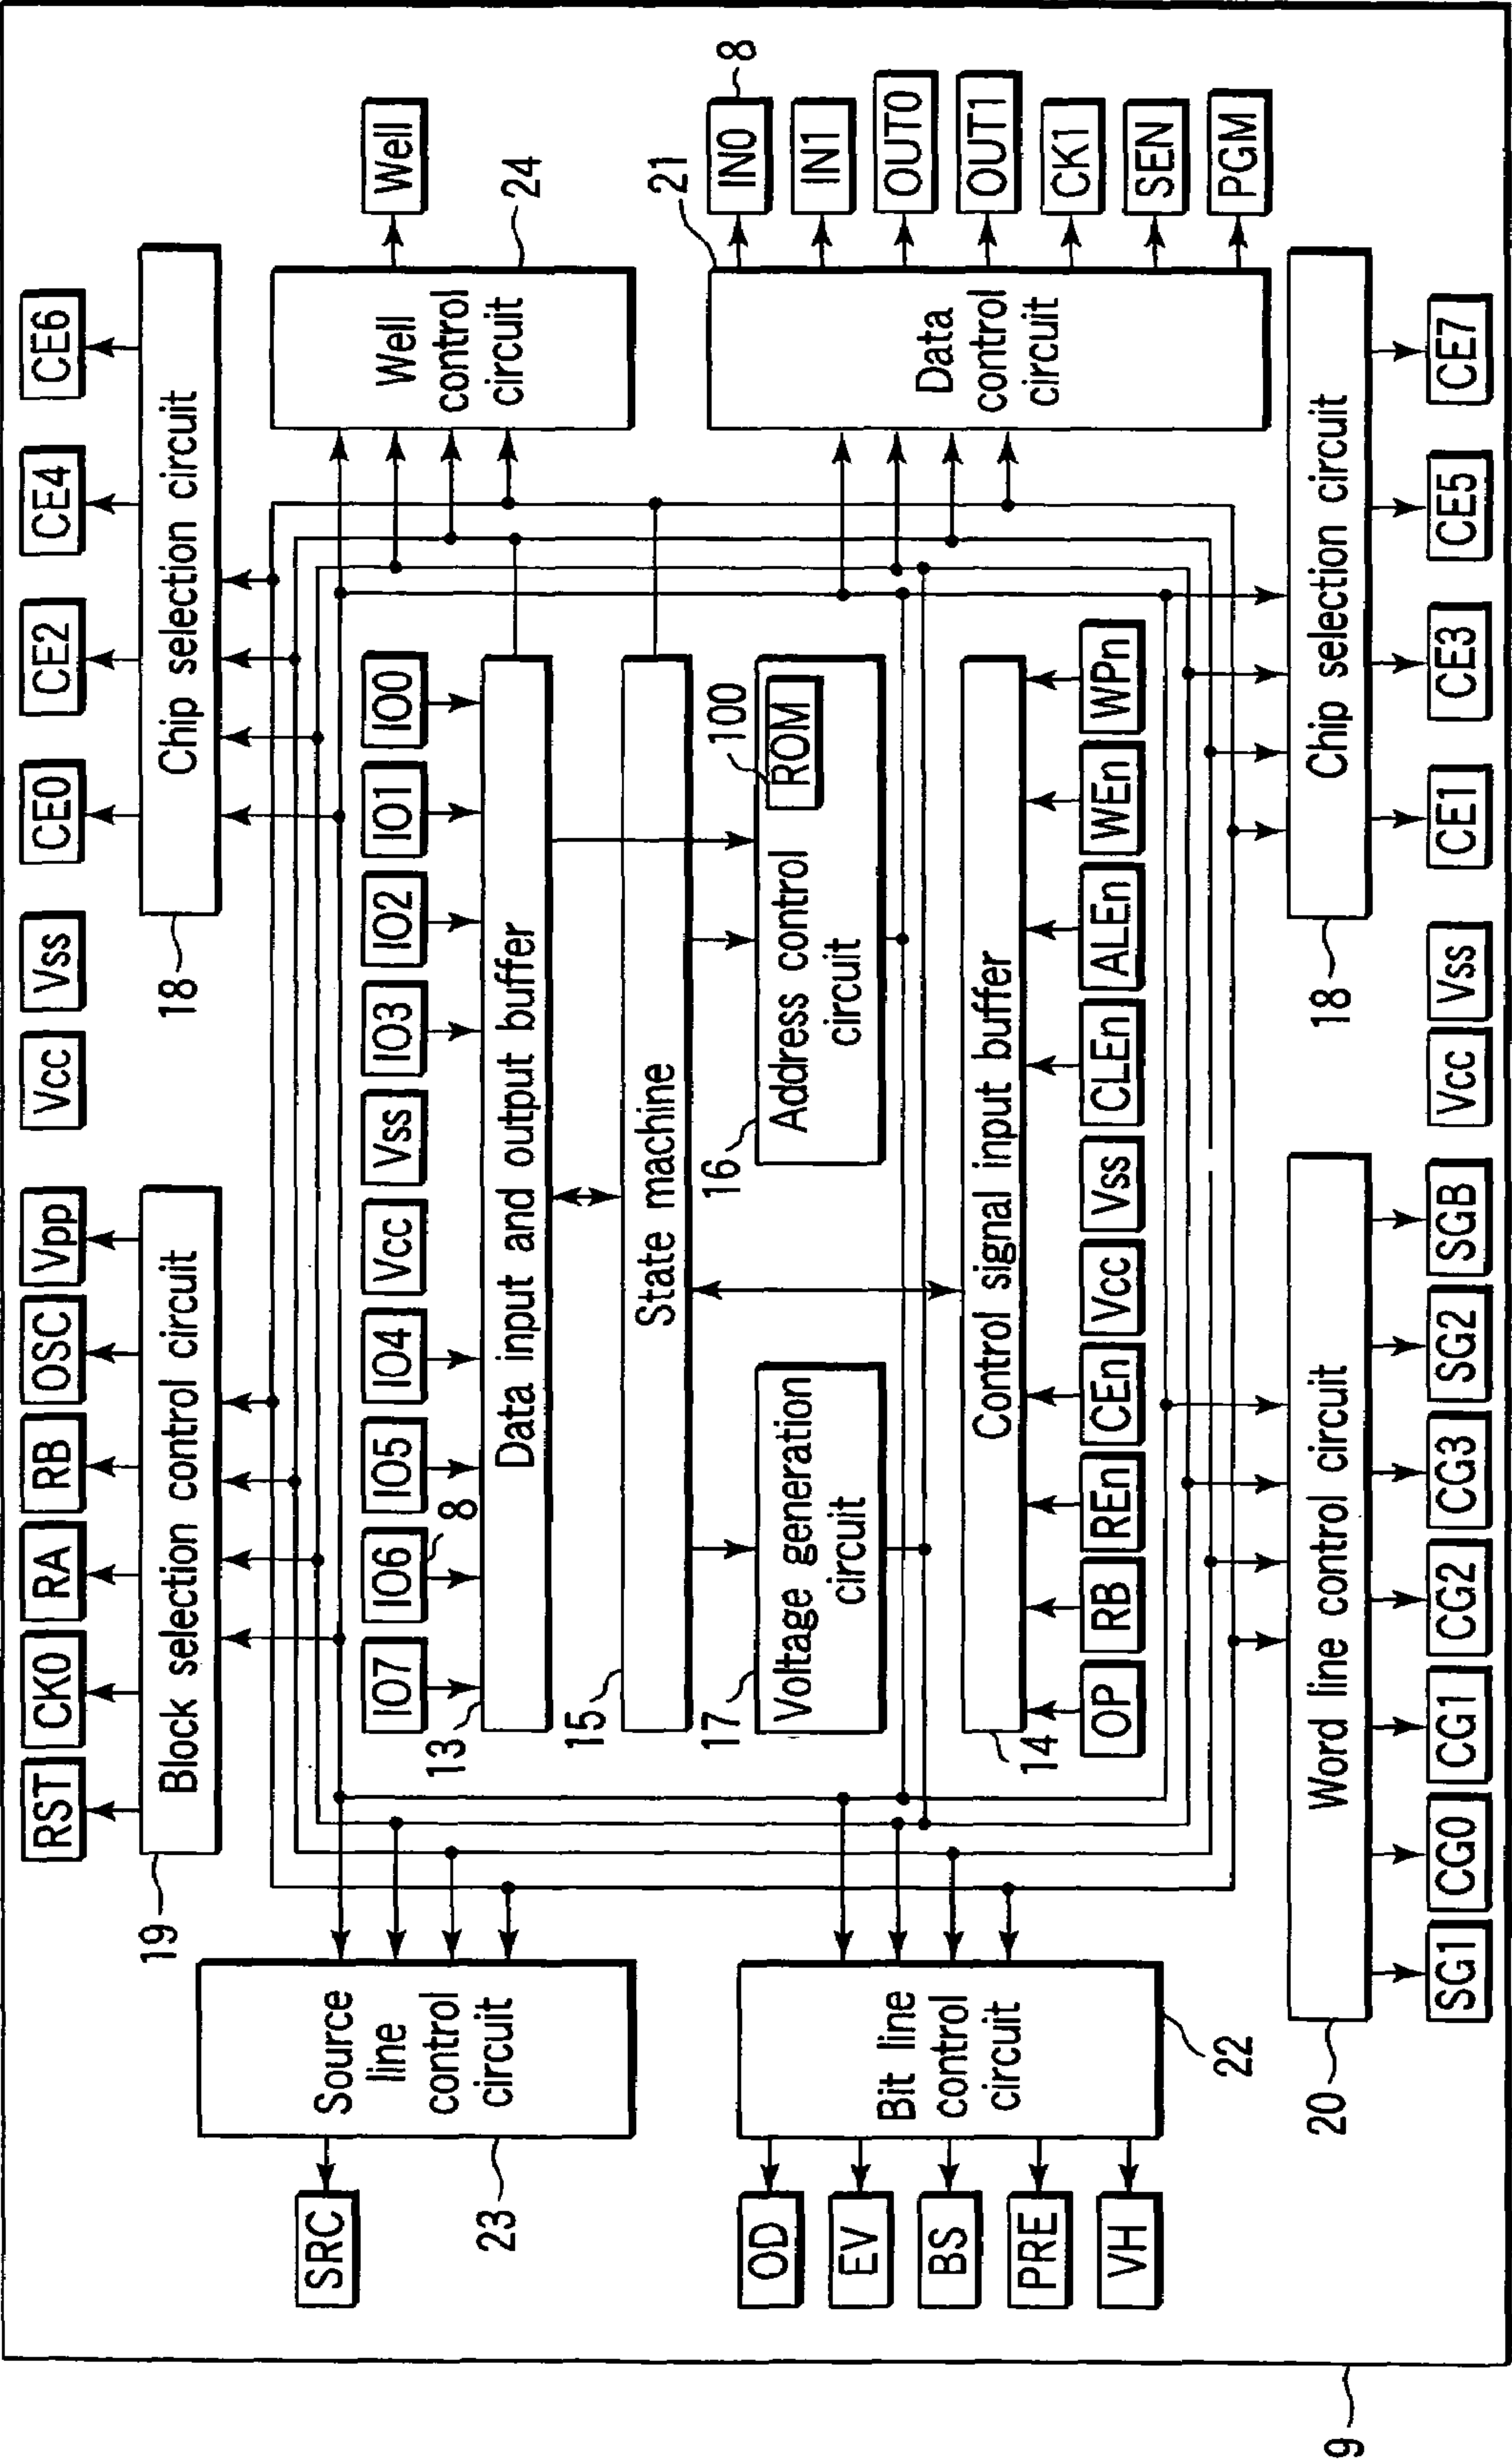 RST
CK0
RA
RB
OSC
Vpp
Vcc
Vss
CE0
CE2
CE4
CE6
19
Block selection control circuit
18
Chip selection circuit
SRC
23
Source
line
control
circuit
IO7
IO6
IO5
IO4
Vcc
Vss
IO3
IO2
IO1
IO0
8
13
Data input and output buffer
15
State machine
17
Voltage generation
circuit
16
Address control
circuit
100
ROM
14
Control signal input buffer
OP
RB
REn
CEn
Vcc
Vss
CLEn
ALEn
WEn
WPn
Well
control
circuit
24
Well
OD
EV
BS
PRE
VH
Bit line
control
circuit
22
21
Data
control
circuit
IN0
8
IN1
OUT0
OUT1
CK1
SEN
PGM
20
Word line control circuit
18
Chip selection circuit
SG1
CG0
CG1
CG2
CG3
SG2
SGB
Vcc
Vss
CE1
CE3
CE5
CE7
9